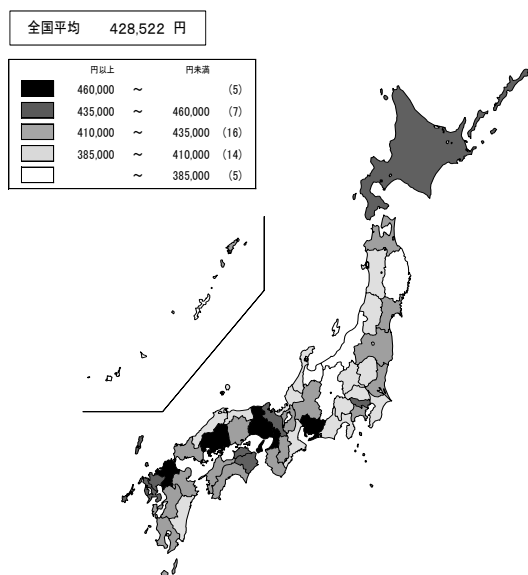 全国平均 428,522 円
円以上 円未満
460,000 ～ (5)
435,000 ～ 460,000 (7)
410,000 ～ 435,000 (16)
385,000 ～ 410,000 (14)
～ 385,000 (5)